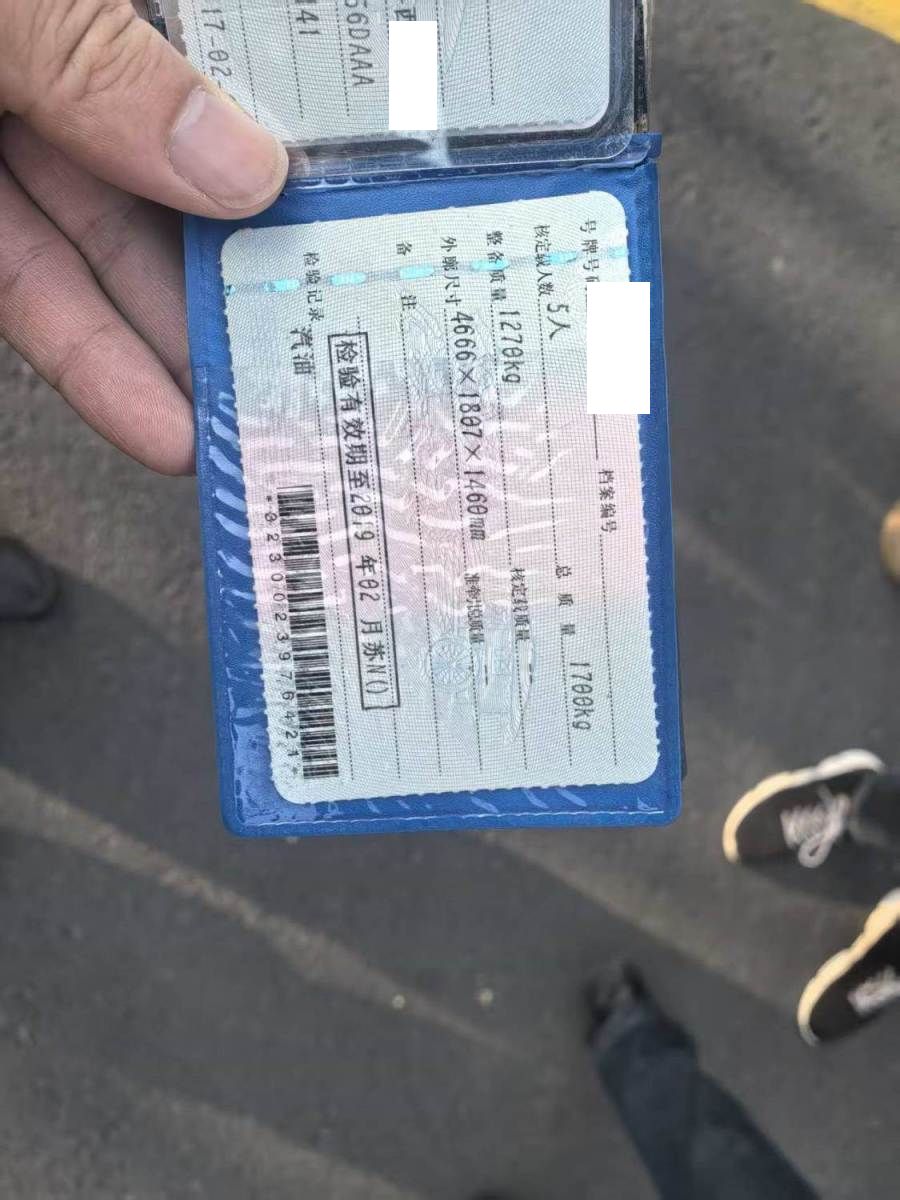 西
56DAAA
141
17-02-
号牌号码
档案编号
核定载人数 5人 总质量 1700kg
整备质量 1270kg 核定载质量
外廓尺寸 4666×1807×1460mm 准牵引总质量
备注
检验有效期至2019年02月苏N()
检验记录 汽油
*0230023976421*